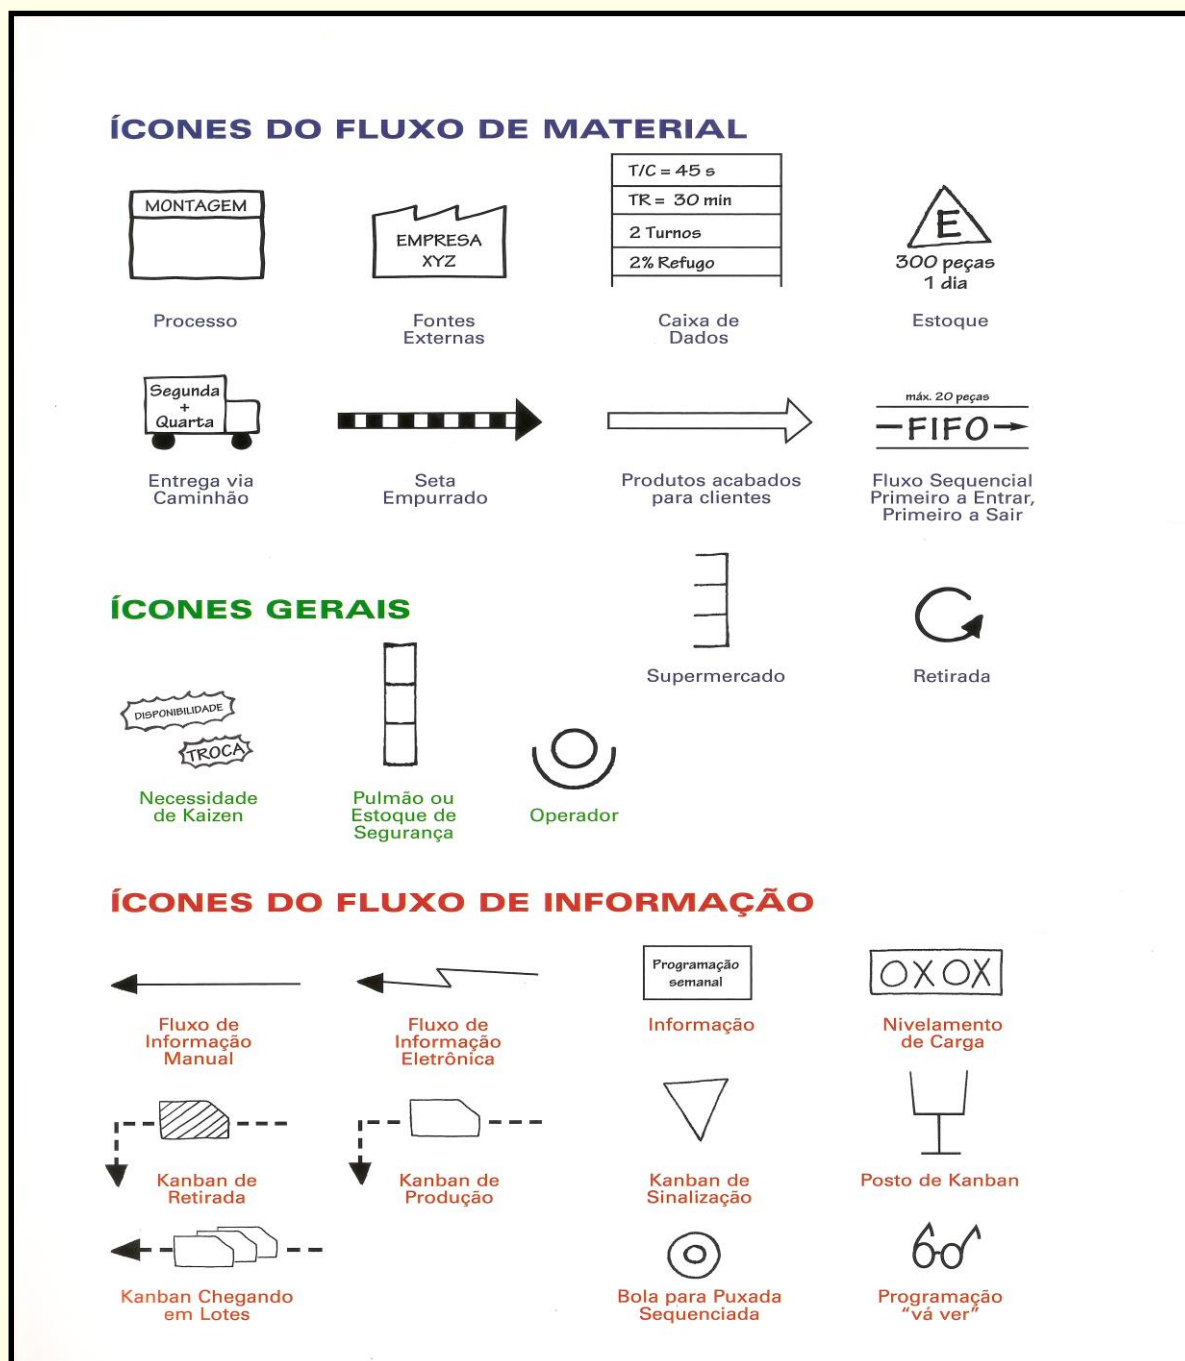 ÍCONES DO FLUXO DE MATERIAL
MONTAGEM
Processo
EMPRESA
XYZ
Fontes
Externas
T/C = 45 s
TR = 30 min
2 Turnos
2% Refugo
Caixa de
Dados
E
300 peças
1 dia
Estoque
Segunda
+
Quarta
Entrega via
Caminhão
Seta
Empurrado
Produtos acabados
para clientes
máx. 20 peças
FIFO
Fluxo Sequencial
Primeiro a Entrar,
Primeiro a Sair
Supermercado
Retirada
ÍCONES GERAIS
DISPONIBILIDADE
TROCA
Necessidade
de Kaizen
Pulmão ou
Estoque de
Segurança
Operador
ÍCONES DO FLUXO DE INFORMAÇÃO
Fluxo de
Informação
Manual
Fluxo de
Informação
Eletrônica
Programação
semanal
Informação
OXOX
Nivelamento
de Carga
Kanban de
Retirada
Kanban de
Produção
Kanban de
Sinalização
Posto de Kanban
Kanban Chegando
em Lotes
Bola para Puxada
Sequenciada
Programação
“vá ver”